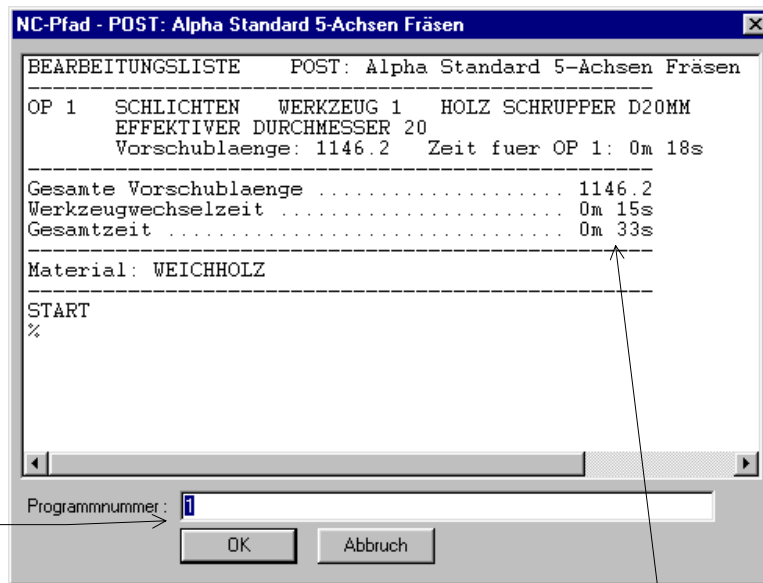 NC-Pfad - POST: Alpha Standard 5-Achsen Fräsen
BEARBEITUNGSLISTE POST: Alpha Standard 5-Achsen Fräsen
OP 1 SCHLICHTEN WERKZEUG 1 HOLZ SCHRUPPER D20MM
EFFEKTIVER DURCHMESSER 20
Vorschublaenge: 1146.2 Zeit fuer OP 1: 0m 18s
Gesamte Vorschublaenge .................... 1146.2
Werkzeugwechselzeit ....................... 0m 15s
Gesamtzeit ................................ 0m 33s
Material: WEICHHOLZ
START
%
Programmnummer: 1
OK Abbruch